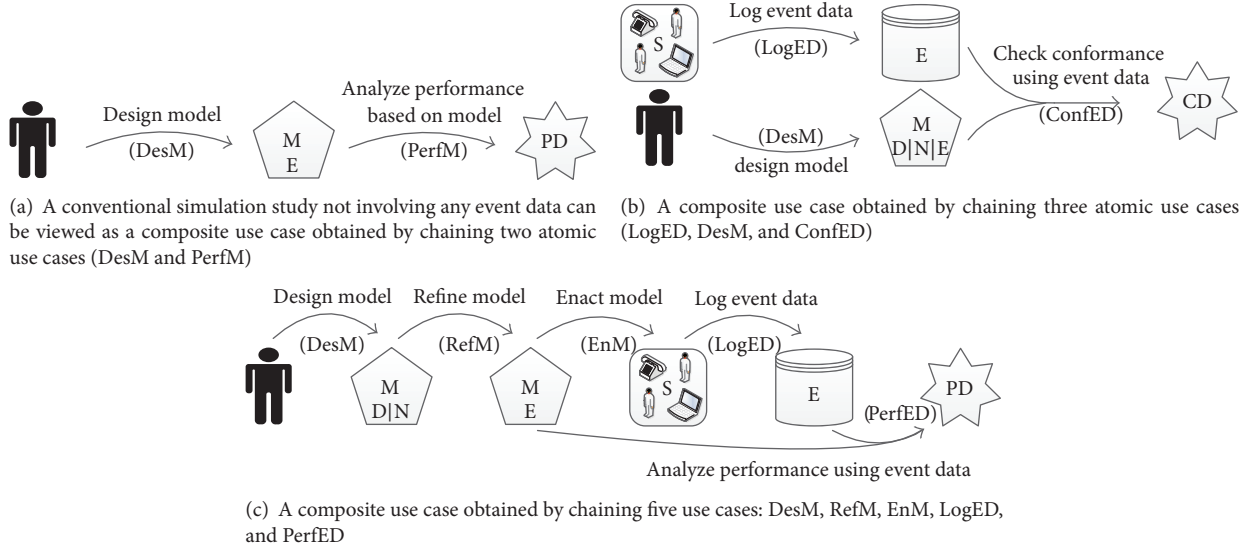 Design model
(DesM)
M
E
Analyze performance
based on model
(PerfM)
PD
(a) A conventional simulation study not involving any event data can
be viewed as a composite use case obtained by chaining two atomic
use cases (DesM and PerfM)
S
Log event data
(LogED)
E
(DesM)
design model
M
D|N|E
Check conformance
using event data
(ConfED)
CD
(b) A composite use case obtained by chaining three atomic use cases
(LogED, DesM, and ConfED)
Design model
(DesM)
M
D|N
Refine model
(RefM)
M
E
Enact model
(EnM)
S
Log event data
(LogED)
E
(PerfED)
PD
Analyze performance using event data
(c) A composite use case obtained by chaining five use cases: DesM, RefM, EnM, LogED,
and PerfED